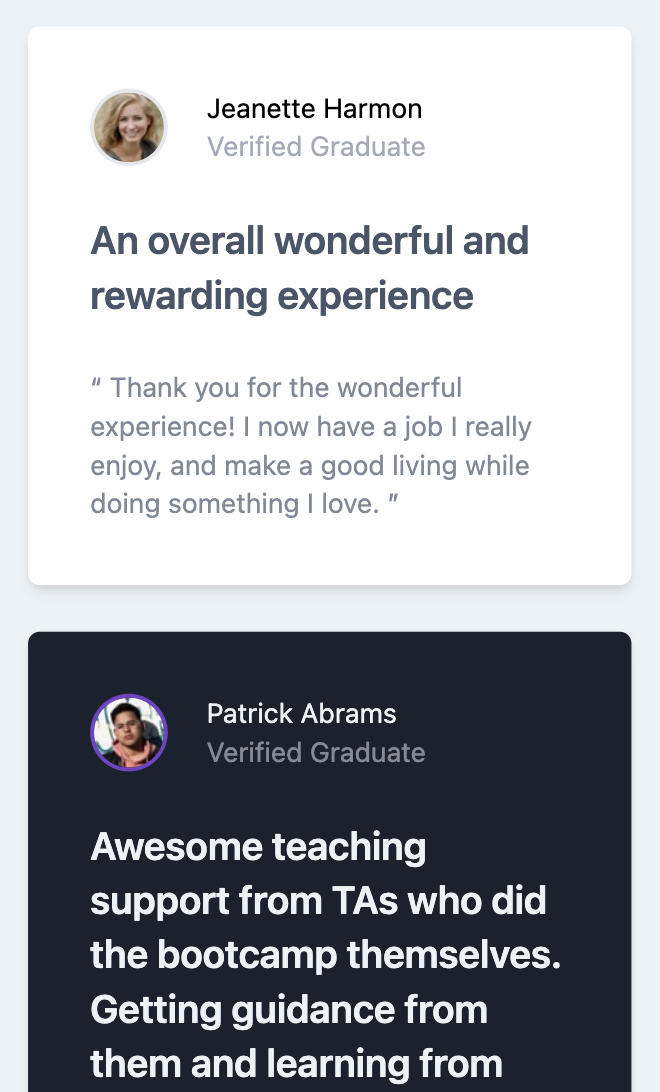 Jeanette Harmon
Verified Graduate
An overall wonderful and
rewarding experience
“ Thank you for the wonderful
experience! I now have a job I really
enjoy, and make a good living while
doing something I love. ”
Patrick Abrams
Verified Graduate
Awesome teaching
support from TAs who did
the bootcamp themselves.
Getting guidance from
them and learning from